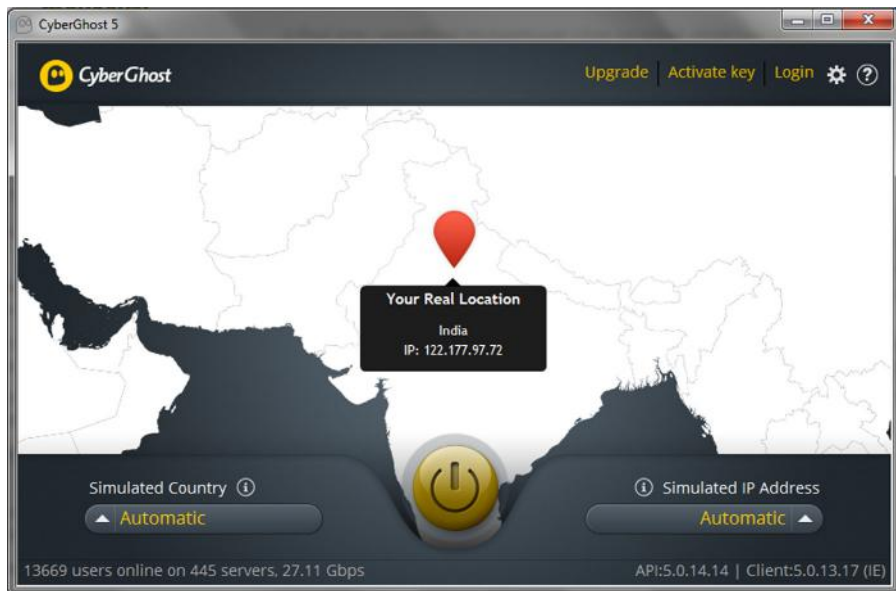 CyberGhost 5
CyberGhost
Upgrade Activate key Login
Your Real Location
India
IP: 122.177.97.72
Simulated Country
Automatic
Simulated IP Address
Automatic
13669 users online on 445 servers, 27.11 Gbps
API:5.0.14.14 | Client:5.0.13.17 (IE)